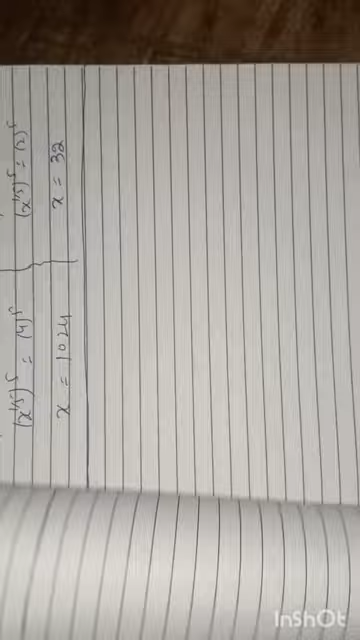 (x^{1/5})^5 = (4)^5 (x^{1/5})^5 = (2)^5
x = 1024 x = 32
InShOt